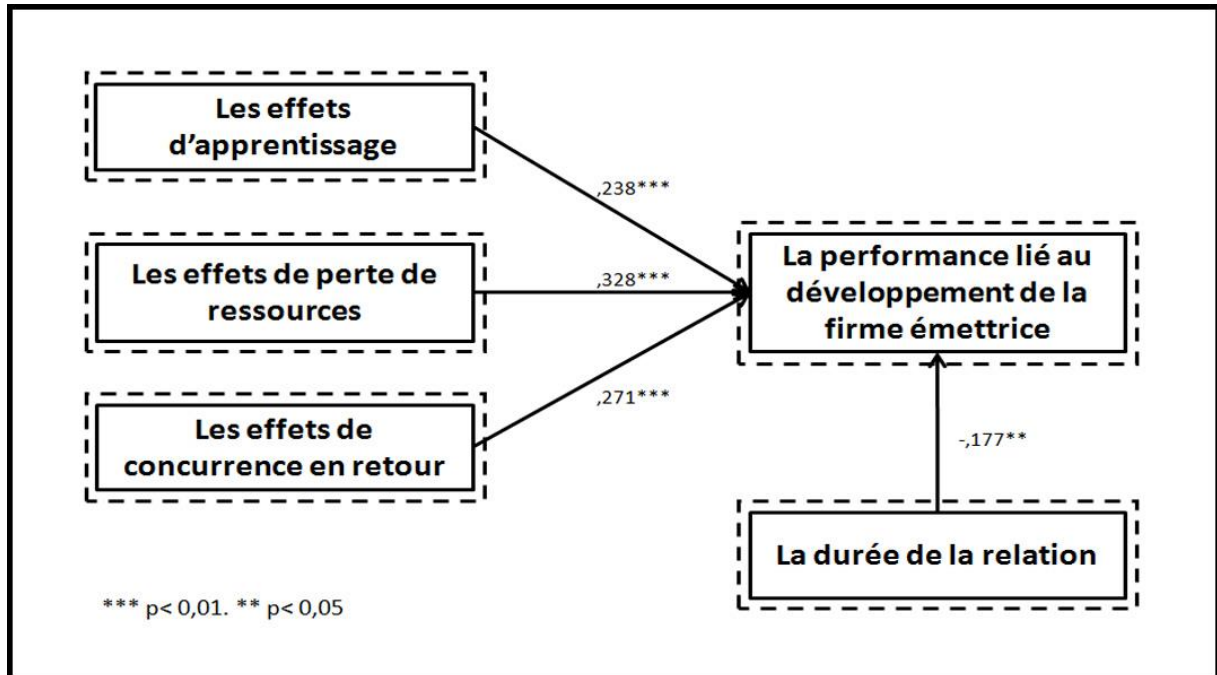 Les effets
d’apprentissage
,238***
Les effets de perte de
ressources
,328***
La performance lié au
développement de la
firme émettrice
Les effets de
concurrence en retour
,271***
-,177**
La durée de la relation
*** p< 0,01. ** p< 0,05